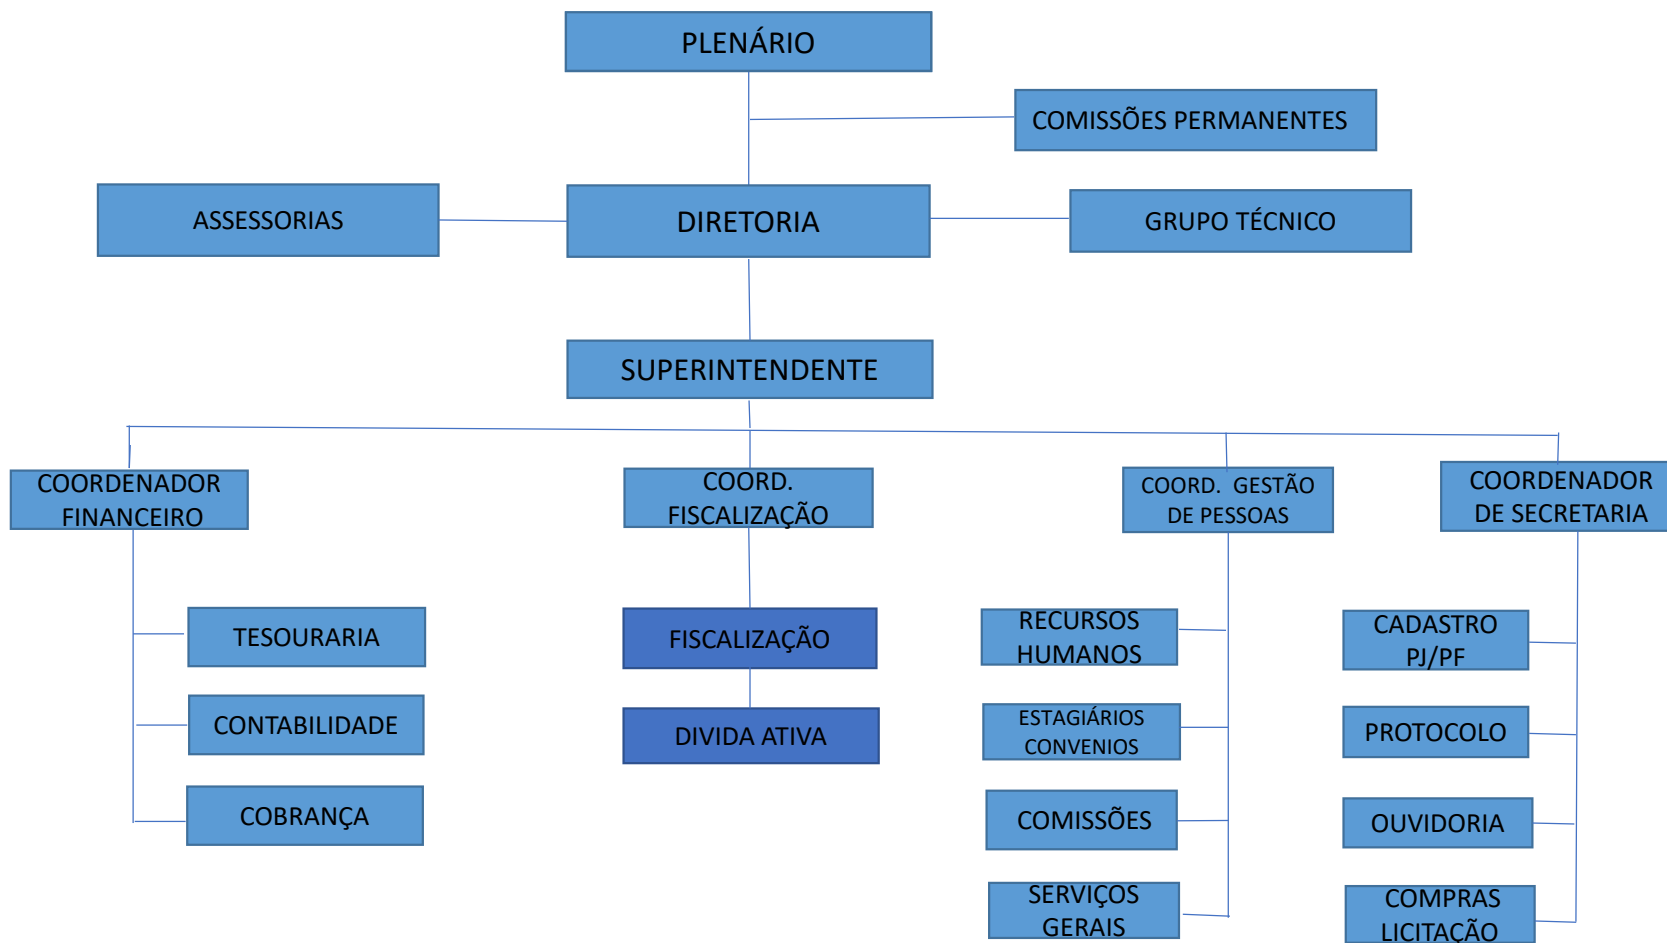 PLENÁRIO
COMISSÕES PERMANENTES
ASSESSORIAS
DIRETORIA
GRUPO TÉCNICO
SUPERINTENDENTE
COORDENADOR
FINANCEIRO
COORD.
FISCALIZAÇÃO
COORD. GESTÃO
DE PESSOAS
COORDENADOR
DE SECRETARIA
TESOURARIA
CONTABILIDADE
COBRANÇA
FISCALIZAÇÃO
DIVIDA ATIVA
RECURSOS
HUMANOS
ESTAGIÁRIOS
CONVENIOS
COMISSÕES
SERVIÇOS
GERAIS
CADASTRO
PJ/PF
PROTOCOLO
OUVIDORIA
COMPRAS
LICITAÇÃO